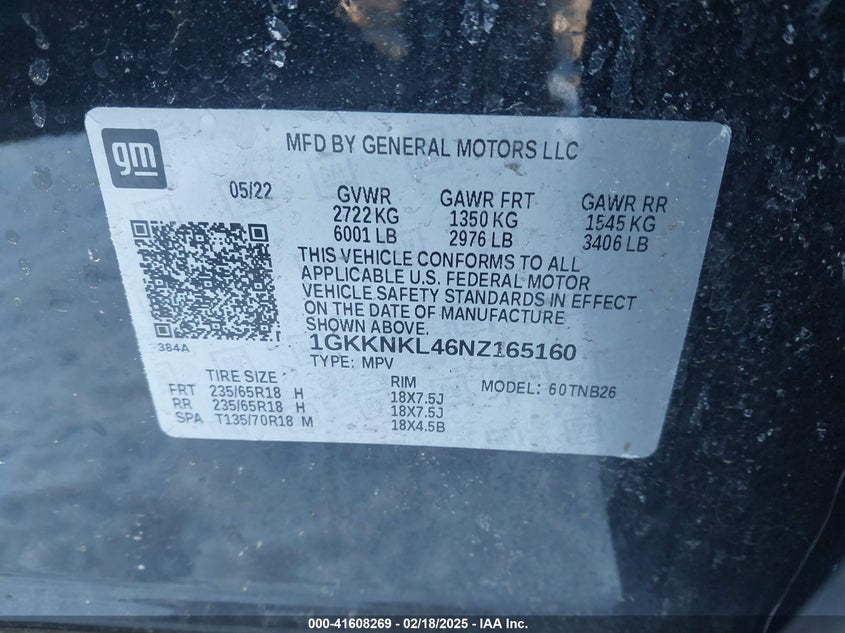 gm
MFD BY GENERAL MOTORS LLC
05/22
GVWR GAWR FRT GAWR RR
2722 KG 1350 KG 1545 KG
6001 LB 2976 LB 3406 LB
THIS VEHICLE CONFORMS TO ALL
APPLICABLE U.S. FEDERAL MOTOR
VEHICLE SAFETY STANDARDS IN EFFECT
ON THE DATE OF MANUFACTURE
SHOWN ABOVE.
384A
1GKKNKL46NZ165160
TYPE: MPV
TIRE SIZE RIM MODEL: 60TNB26
FRT 235/65R18 H 18X7.5J
RR 235/65R18 H 18X7.5J
SPA T135/70R18 M 18X4.5B
000-41608269 - 02/18/2025 - IAA Inc.